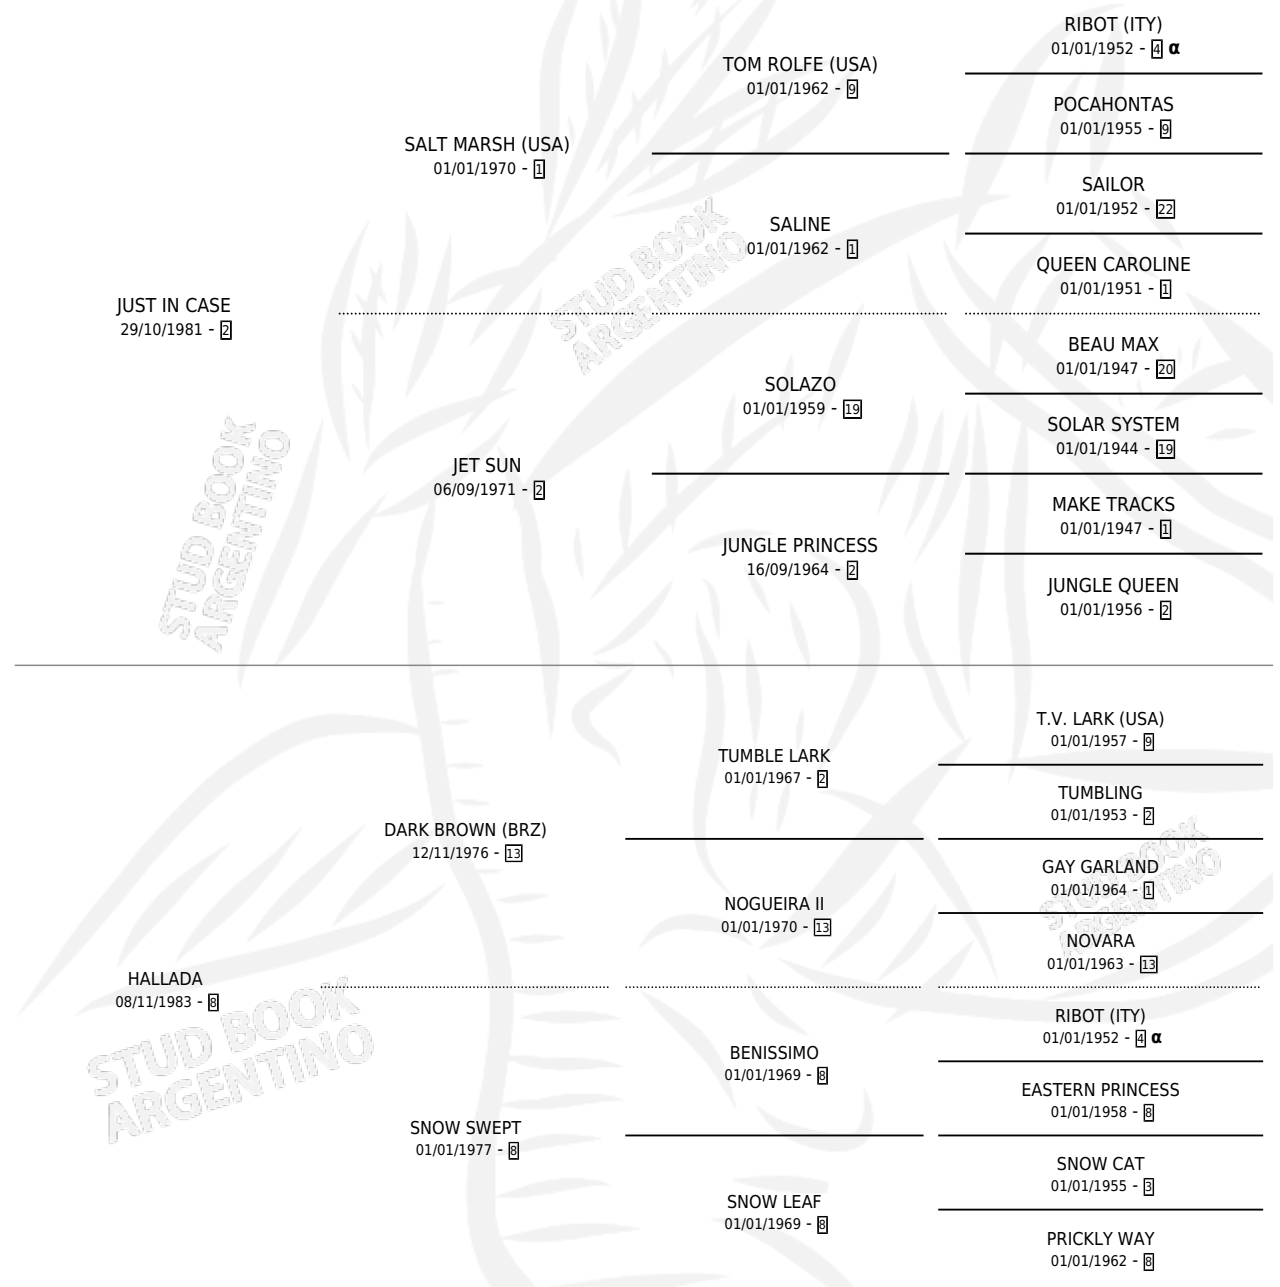 RIBOT (ITY)
01/01/1952 - 4 α
TOM ROLFE (USA)
01/01/1962 - 9
POCAHONTAS
01/01/1955 - 9
SALT MARSH (USA)
01/01/1970 - 1
SAILOR
01/01/1952 - 22
SALINE
01/01/1962 - 1
QUEEN CAROLINE
01/01/1951 - 1
STUD BOOK
ARGENTINO
JUST IN CASE
29/10/1981 - 2
BEAU MAX
01/01/1947 - 20
SOLAZO
01/01/1959 - 19
SOLAR SYSTEM
01/01/1944 - 19
JET SUN
06/09/1971 - 2
MAKE TRACKS
01/01/1947 - 1
JUNGLE PRINCESS
16/09/1964 - 2
JUNGLE QUEEN
01/01/1956 - 2
STUD BOOK
ARGENTINO
T.V. LARK (USA)
01/01/1957 - 9
TUMBLE LARK
01/01/1967 - 2
TUMBLING
01/01/1953 - 2
DARK BROWN (BRZ)
12/11/1976 - 13
GAY GARLAND
01/01/1964 - 1
STUD BOOK
ARGENTINO
NOGUEIRA II
01/01/1970 - 13
NOVARA
01/01/1963 - 13
HALLADA
08/11/1983 - 8
RIBOT (ITY)
01/01/1952 - 4 α
STUD BOOK
ARGENTINO
BENISSIMO
01/01/1969 - 8
EASTERN PRINCESS
01/01/1958 - 8
SNOW SWEPT
01/01/1977 - 8
SNOW CAT
01/01/1955 - 3
SNOW LEAF
01/01/1969 - 8
PRICKLY WAY
01/01/1962 - 8